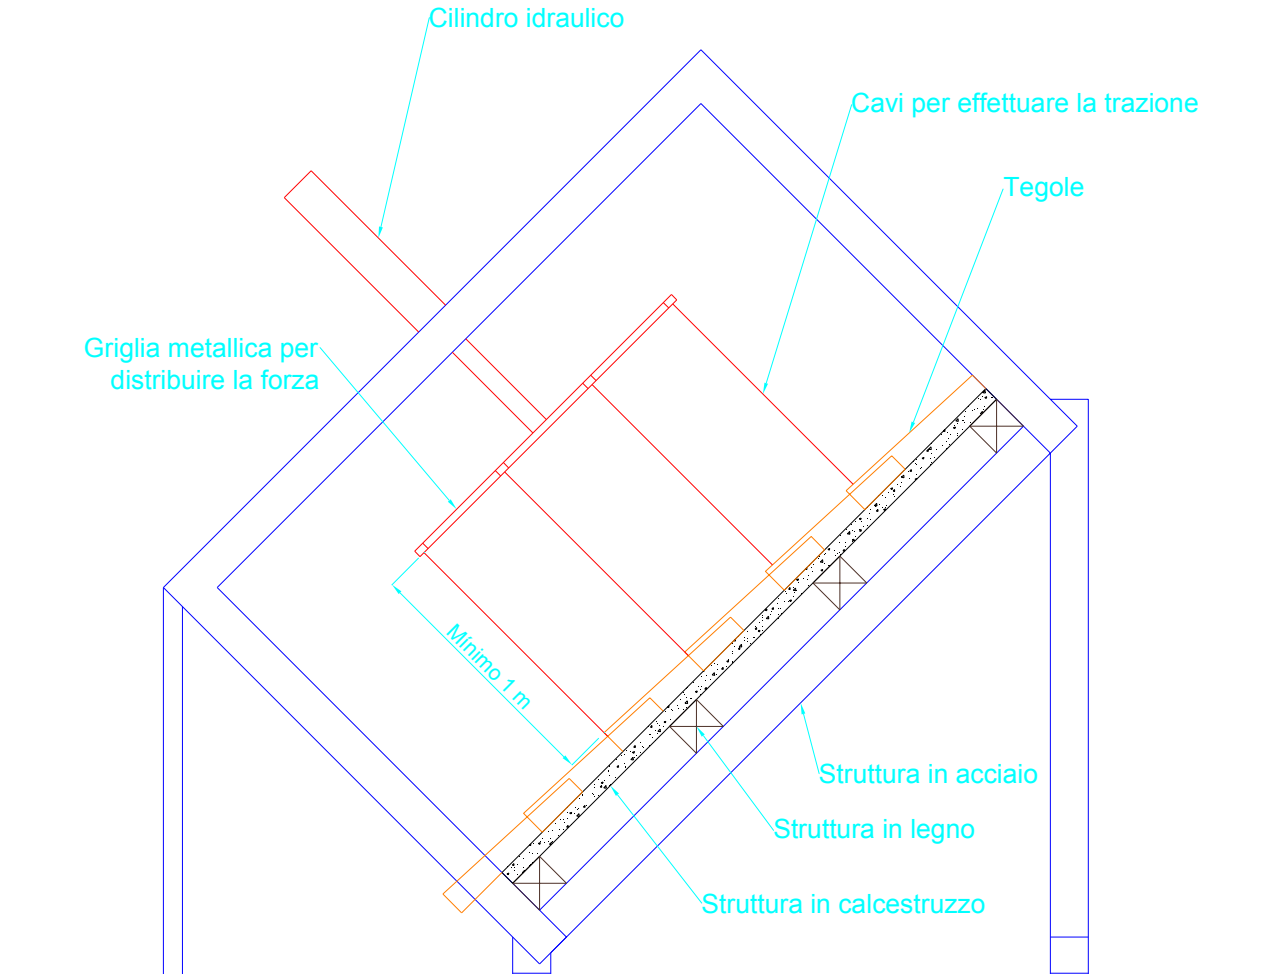 Cilindro idraulico
Cavi per effettuare la trazione
Tegole
Griglia metallica per
distribuire la forza
Mínimo 1 m
Struttura in acciaio
Struttura in legno
Struttura in calcestruzzo